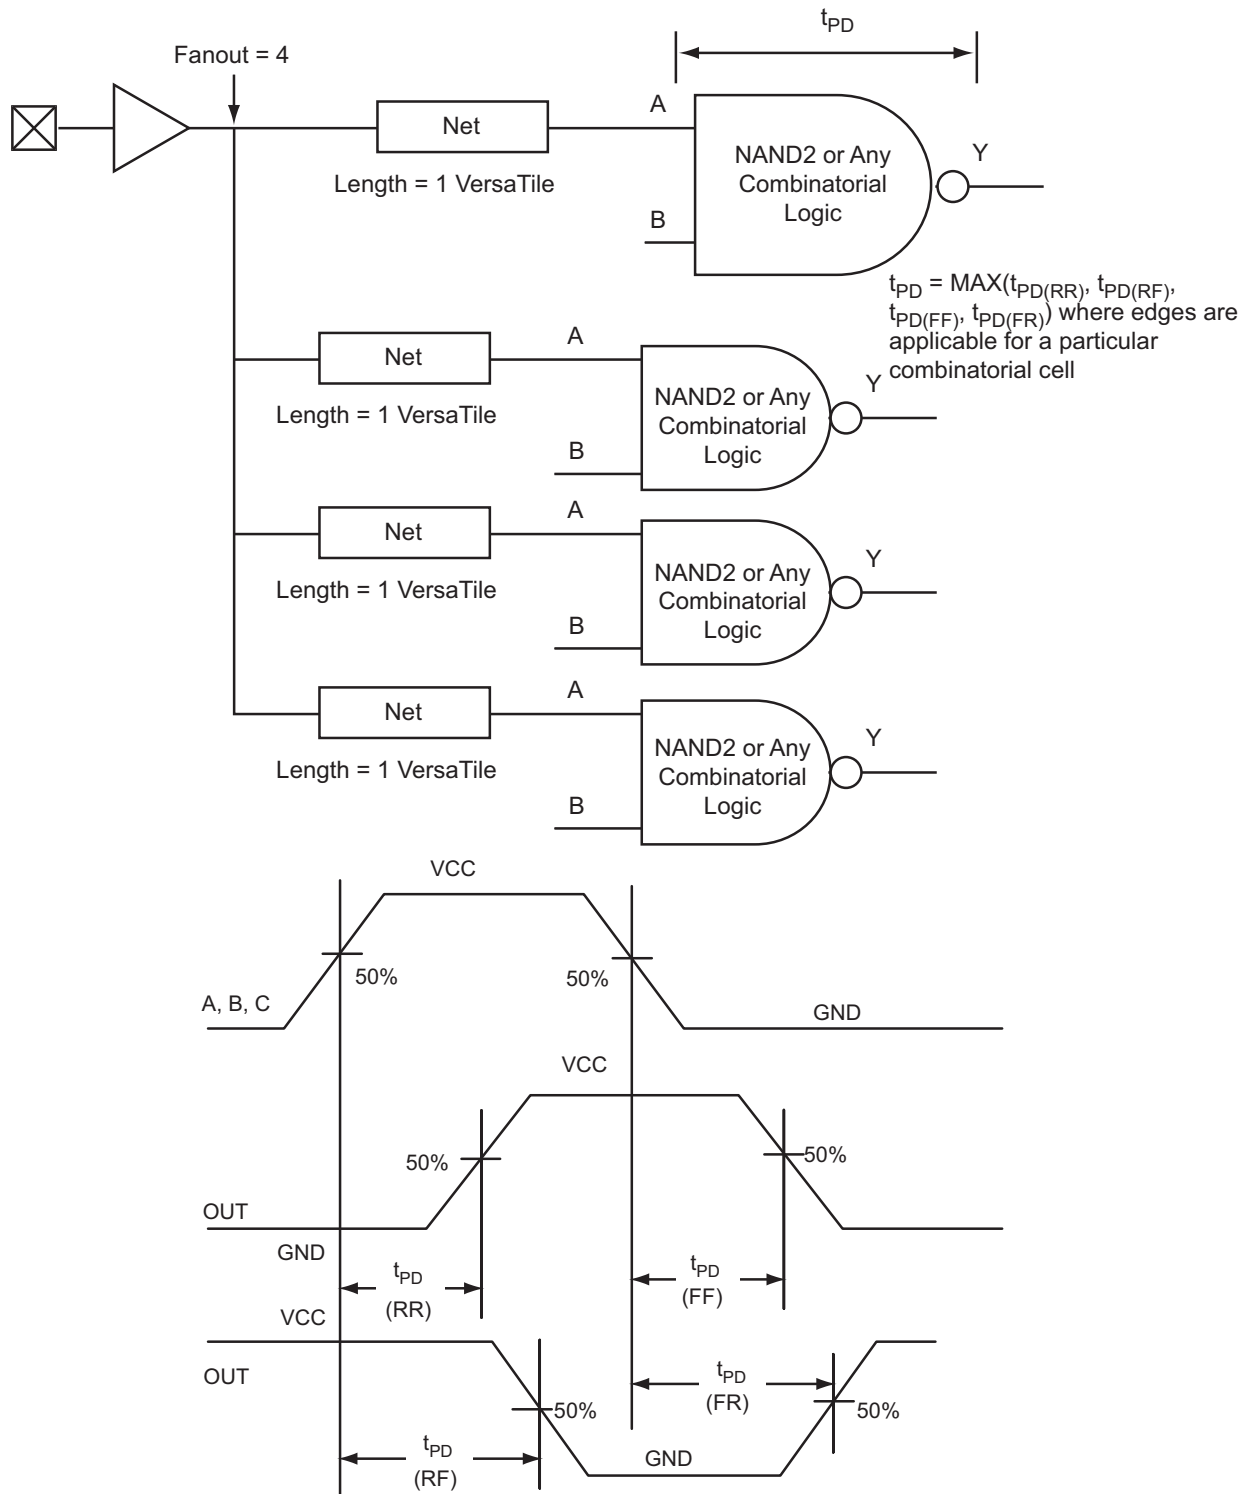 tPD
Fanout = 4
Net
Length = 1 VersaTile
A
B
NAND2 or Any
Combinatorial
Logic
Y
tPD = MAX(tPD(RR), tPD(RF),
tPD(FF), tPD(FR)) where edges are
applicable for a particular
combinatorial cell
Net
Length = 1 VersaTile
A
B
NAND2 or Any
Combinatorial
Logic
Y
Net
Length = 1 VersaTile
A
B
NAND2 or Any
Combinatorial
Logic
Y
Net
Length = 1 VersaTile
A
B
NAND2 or Any
Combinatorial
Logic
Y
VCC
50%
50%
A, B, C
GND
VCC
50%
50%
OUT
GND
tPD
(RR)
tPD
(FF)
VCC
OUT
tPD
(FR)
50%
50%
tPD
(RF)
GND